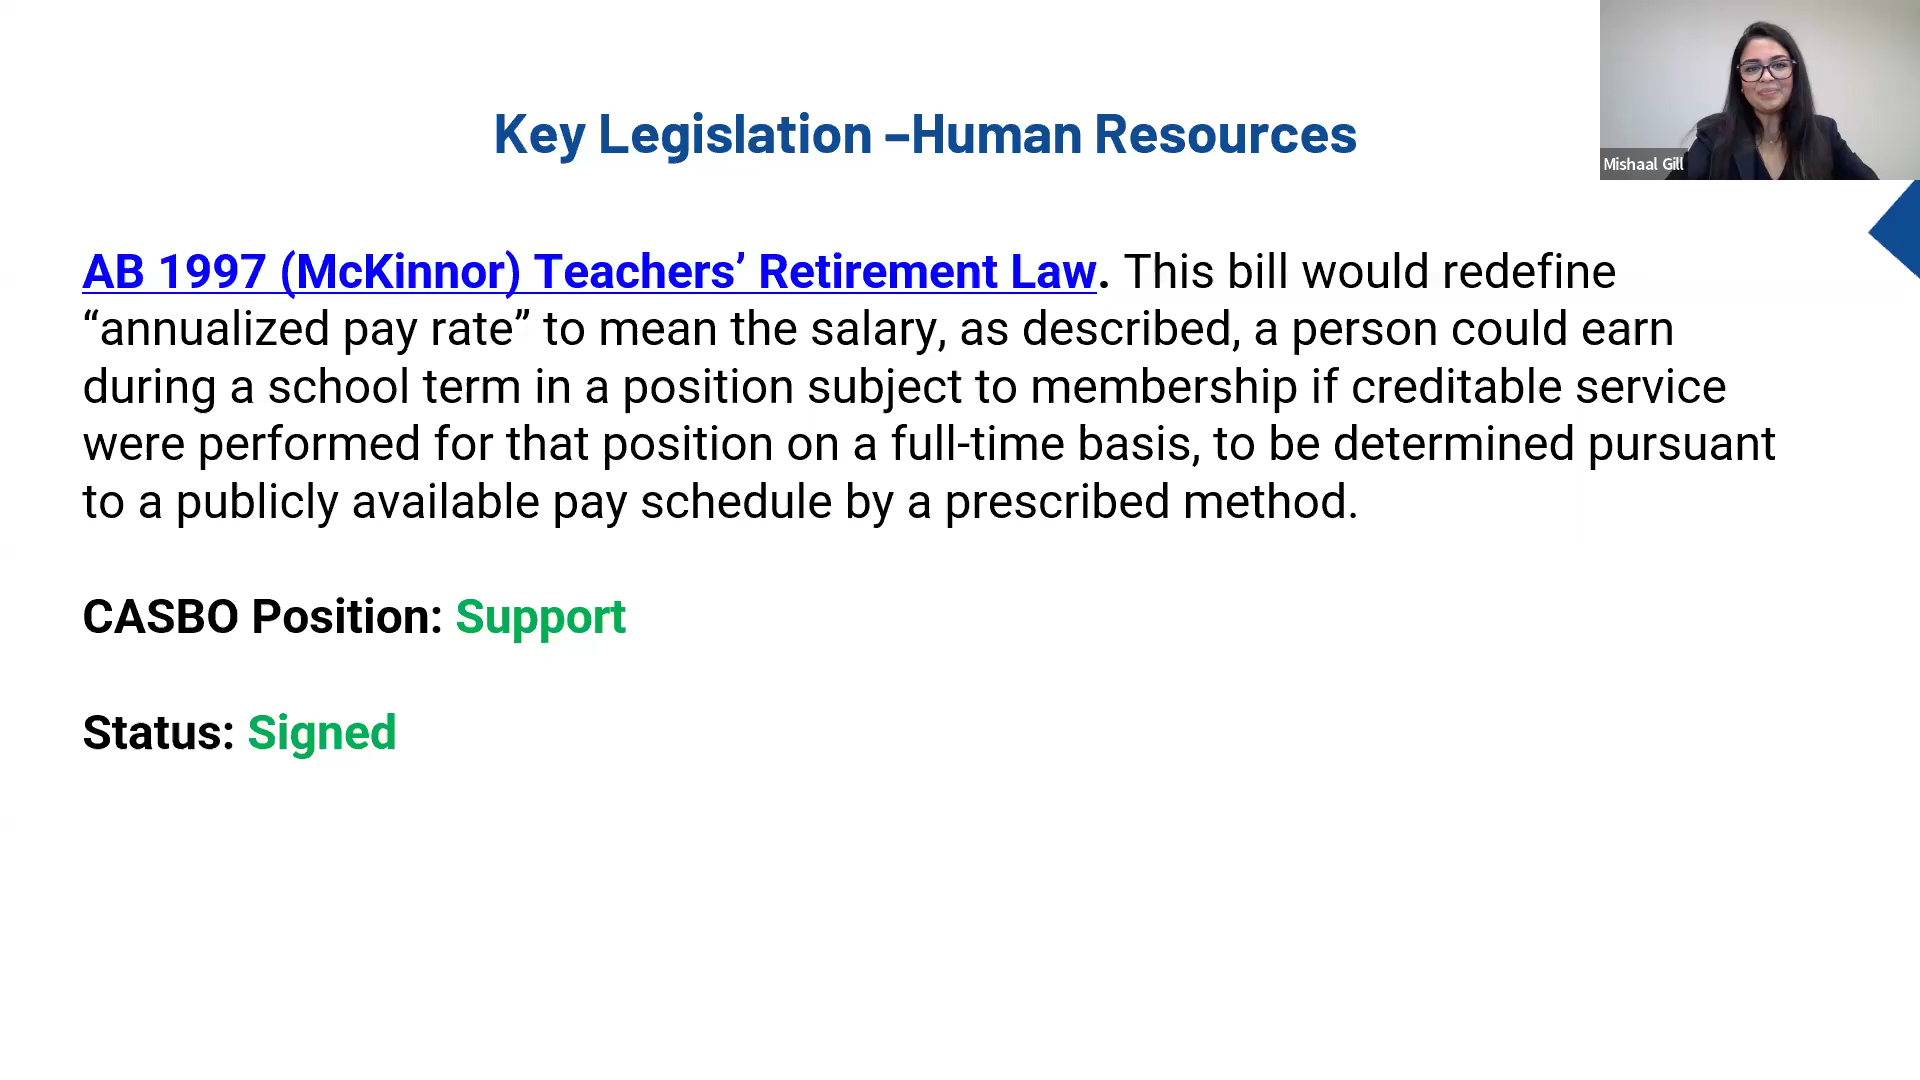 Key Legislation –Human Resources
Mishaal Gill
AB 1997 (McKinnor) Teachers’ Retirement Law. This bill would redefine
“annualized pay rate” to mean the salary, as described, a person could earn
during a school term in a position subject to membership if creditable service
were performed for that position on a full-time basis, to be determined pursuant
to a publicly available pay schedule by a prescribed method.
CASBO Position: Support
Status: Signed